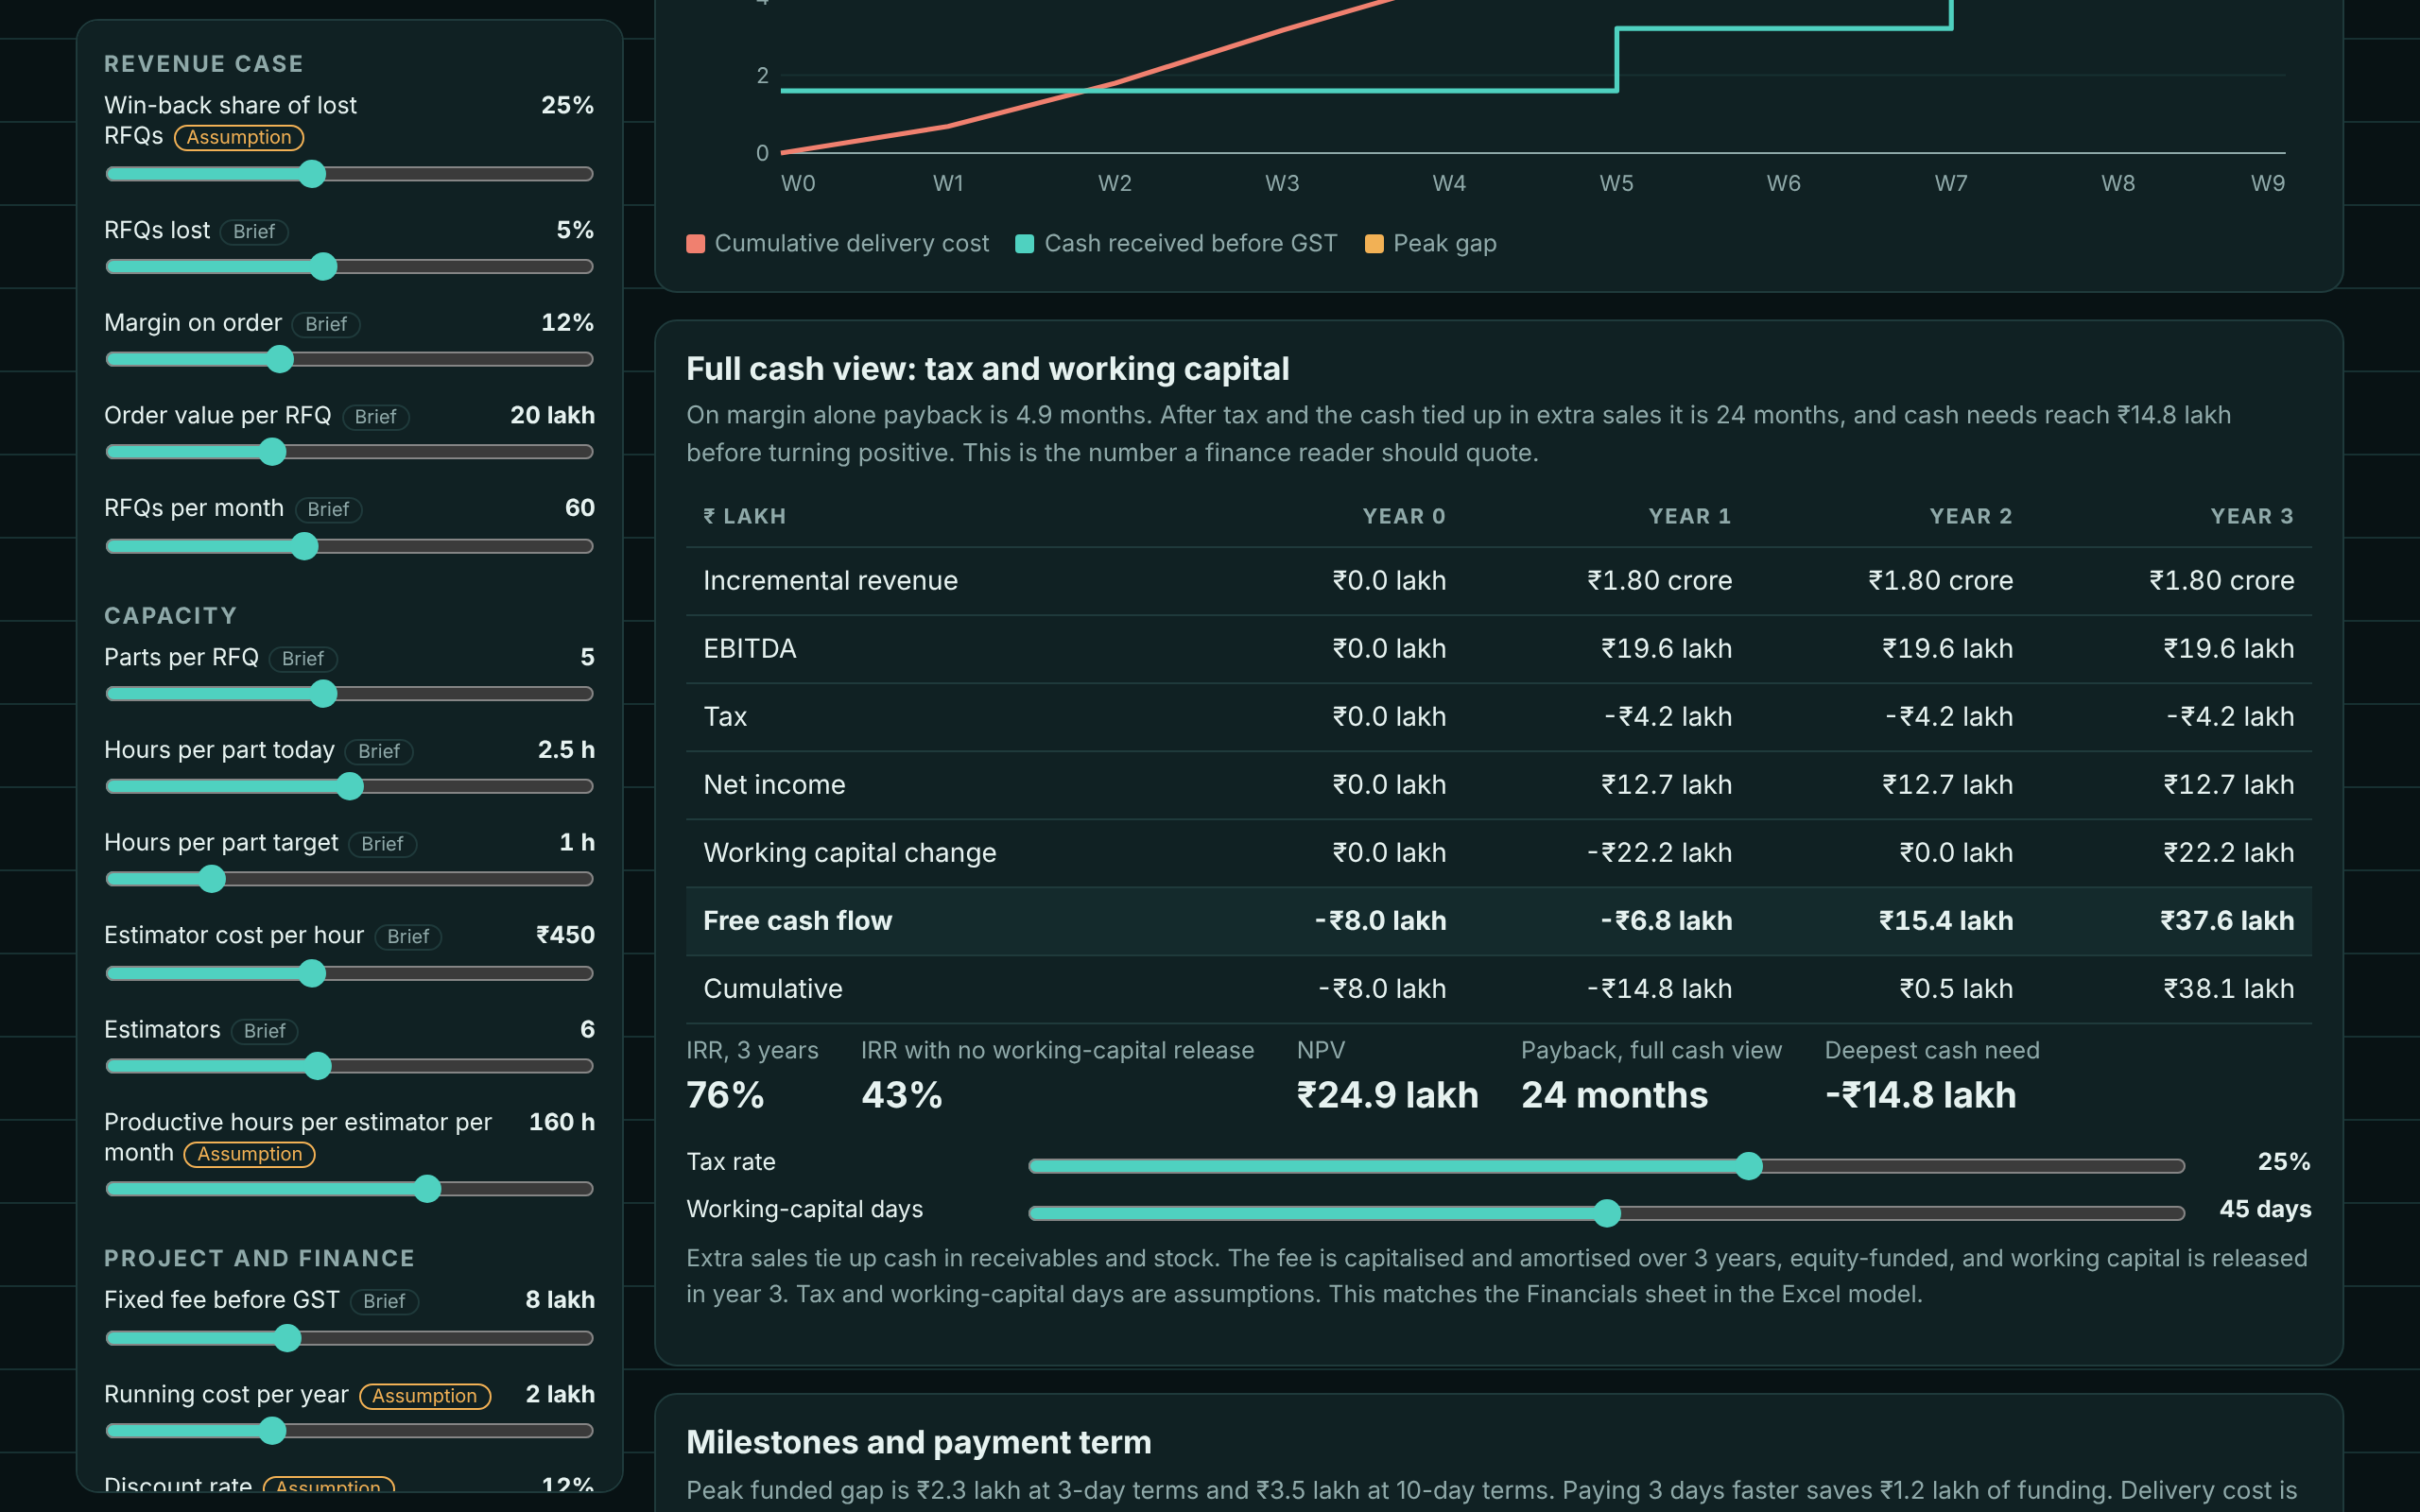 REVENUE CASE
Win-back share of lost 25%
RFQs Assumption
RFQs lost Brief 5%
Margin on order Brief 12%
Order value per RFQ Brief 20 lakh
RFQs per month Brief 60
CAPACITY
Parts per RFQ Brief 5
Hours per part today Brief 2.5 h
Hours per part target Brief 1 h
Estimator cost per hour Brief ₹450
Estimators Brief 6
Productive hours per estimator per 160 h
month Assumption
PROJECT AND FINANCE
Fixed fee before GST Brief 8 lakh
Running cost per year Assumption 2 lakh
Discount rate Assumption 12%
4
2
0
W0 W1 W2 W3 W4 W5 W6 W7 W8 W9
Cumulative delivery cost Cash received before GST Peak gap
Full cash view: tax and working capital
On margin alone payback is 4.9 months. After tax and the cash tied up in extra sales it is 24 months, and cash needs reach ₹14.8 lakh
before turning positive. This is the number a finance reader should quote.
₹ LAKH YEAR 0 YEAR 1 YEAR 2 YEAR 3
Incremental revenue ₹0.0 lakh ₹1.80 crore ₹1.80 crore ₹1.80 crore
EBITDA ₹0.0 lakh ₹19.6 lakh ₹19.6 lakh ₹19.6 lakh
Tax ₹0.0 lakh -₹4.2 lakh -₹4.2 lakh -₹4.2 lakh
Net income ₹0.0 lakh ₹12.7 lakh ₹12.7 lakh ₹12.7 lakh
Working capital change ₹0.0 lakh -₹22.2 lakh ₹0.0 lakh ₹22.2 lakh
Free cash flow -₹8.0 lakh -₹6.8 lakh ₹15.4 lakh ₹37.6 lakh
Cumulative -₹8.0 lakh -₹14.8 lakh ₹0.5 lakh ₹38.1 lakh
IRR, 3 years IRR with no working-capital release NPV Payback, full cash view Deepest cash need
76% 43% ₹24.9 lakh 24 months -₹14.8 lakh
Tax rate 25%
Working-capital days 45 days
Extra sales tie up cash in receivables and stock. The fee is capitalised and amortised over 3 years, equity-funded, and working capital is released
in year 3. Tax and working-capital days are assumptions. This matches the Financials sheet in the Excel model.
Milestones and payment term
Peak funded gap is ₹2.3 lakh at 3-day terms and ₹3.5 lakh at 10-day terms. Paying 3 days faster saves ₹1.2 lakh of funding. Delivery cost is